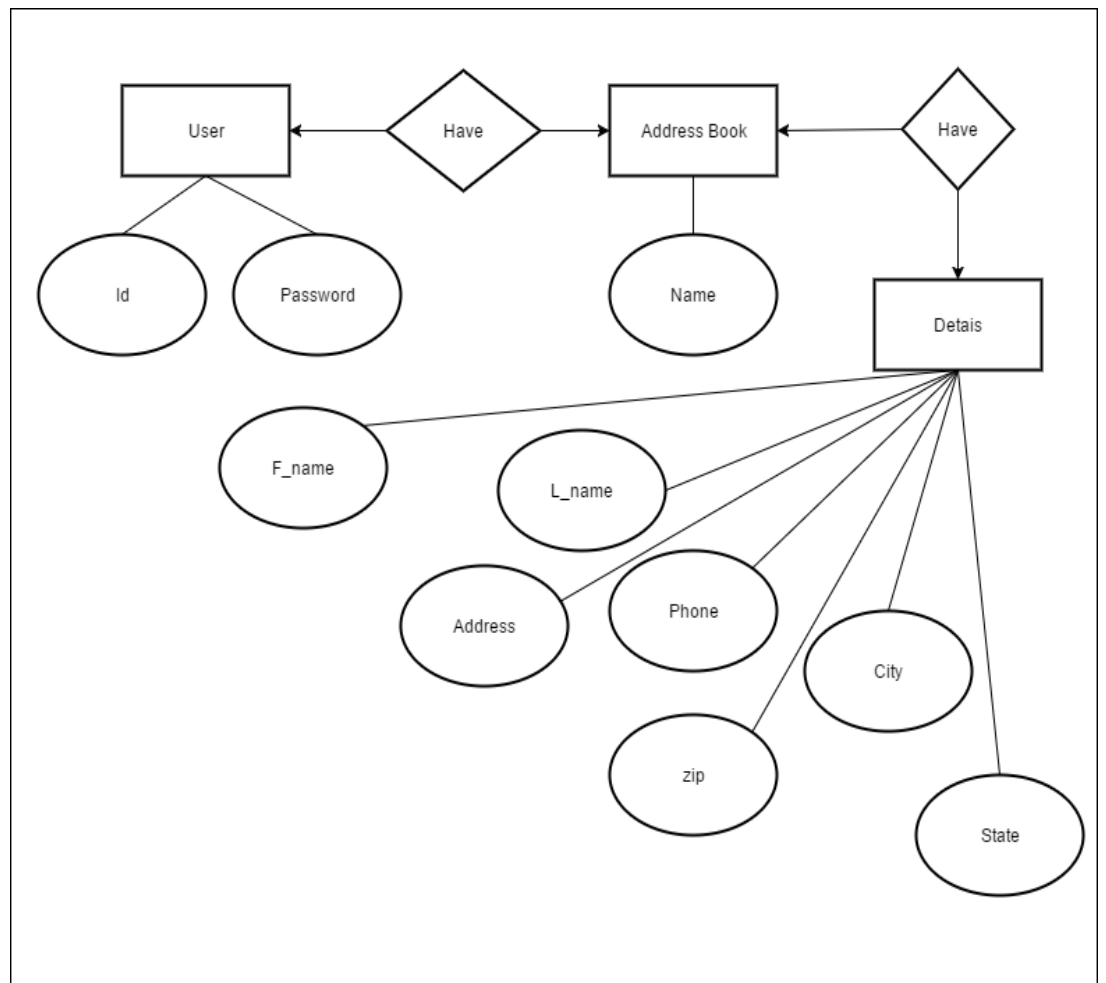 User
Have
Address Book
Have
Id
Password
Name
Detais
F_name
L_name
Address
Phone
City
zip
State